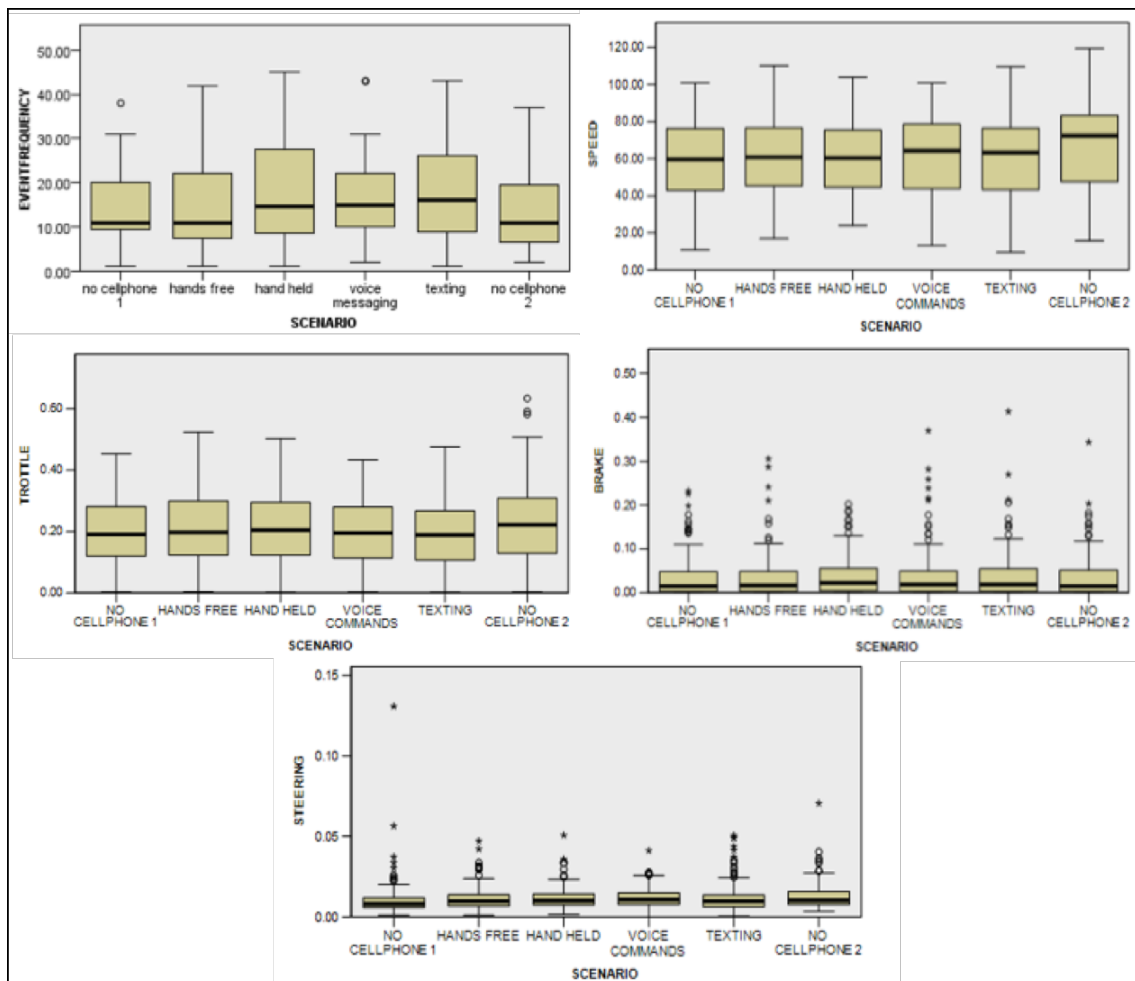 EVENTFREQUENCY
50.00
40.00
30.00
20.00
10.00
0.00
no cellphone 1
hands free
hand held
voice messaging
texting
no cellphone 2
SCENARIO
SPEED
120.00
100.00
80.00
60.00
40.00
20.00
0.00
NO CELLPHONE 1
HANDS FREE
HAND HELD
VOICE COMMANDS
TEXTING
NO CELLPHONE 2
SCENARIO
TROTTLE
0.60
0.40
0.20
0.00
NO CELLPHONE 1
HANDS FREE
HAND HELD
VOICE COMMANDS
TEXTING
NO CELLPHONE 2
SCENARIO
BRAKE
0.50
0.40
0.30
0.20
0.10
0.00
NO CELLPHONE 1
HANDS FREE
HAND HELD
VOICE COMMANDS
TEXTING
NO CELLPHONE 2
SCENARIO
STEERING
0.15
0.10
0.05
0.00
NO CELLPHONE 1
HANDS FREE
HAND HELD
VOICE COMMANDS
TEXTING
NO CELLPHONE 2
SCENARIO